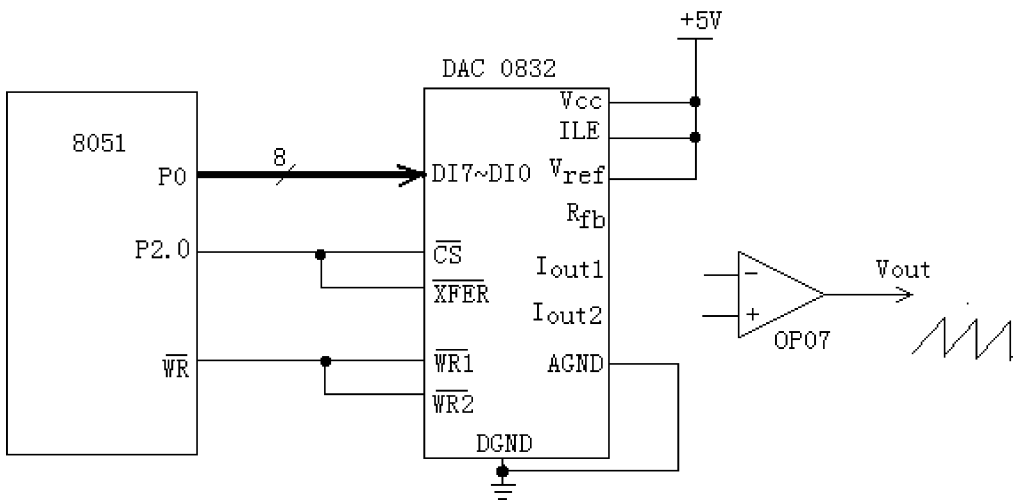 +5V
DAC 0832
8051
P0
8
P2.0
WR
DI7~DI0
CS
XFER
WR1
WR2
DGND
Vcc
ILE
Vref
Rfb
Iout1
Iout2
AGND
Vout
OP07